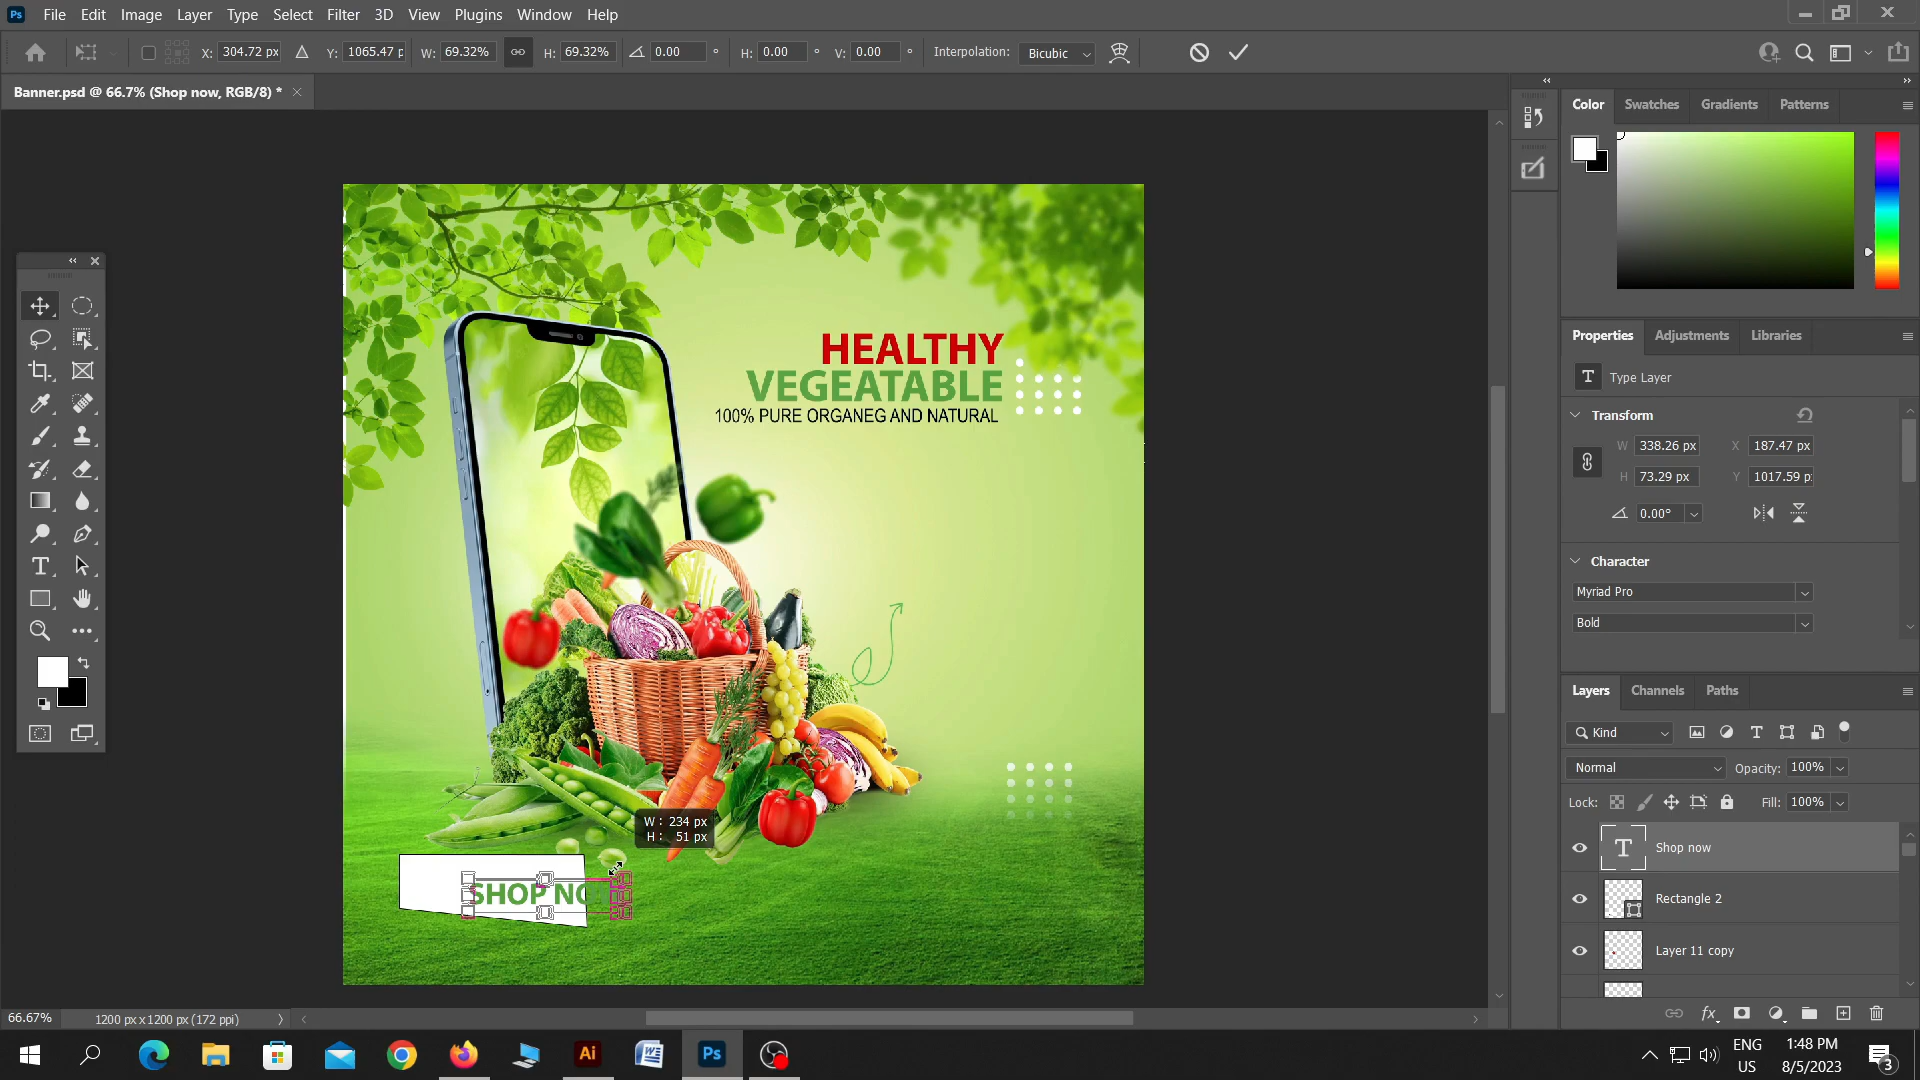 Ps File Edit Image Layer Type Select Filter 3D View Plugins Window Help
X: 304.72 px Y: 1065.47 p W: 69.32% H: 69.32% 0.00 ° H: 0.00 ° V: 0.00 ° Interpolation: Bicubic
Banner.psd @ 66.7% (Shop now, RGB/8) *
Color Swatches Gradients Patterns
Properties Adjustments Libraries
T Type Layer
Transform
W 338.26 px X 187.47 px
H 73.29 px Y 1017.59 p
0.00°
Character
Myriad Pro
Bold
Layers Channels Paths
Kind
Normal Opacity: 100%
Lock: Fill: 100%
Shop now
Rectangle 2
Layer 11 copy
fx
HEALTHY
VEGEATABLE
100% PURE ORGANEG AND NATURAL
W: 234 px
H: 51 px
SHOP NO
66.67% 1200 px x 1200 px (172 ppi)
Ai Ps
ENG
US
1:48 PM
8/5/2023
3